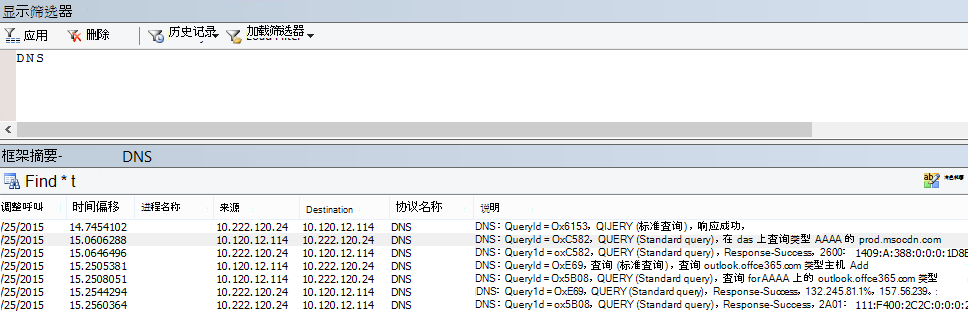 显示筛选器
应用 删除 历史记录 加载筛选器
DNS
框架摘要- DNS
Find * t
调整呼叫 时间偏移 进程名称 来源 Destination 协议名称 说明
/25/2015 14.7454102 10.222.120.24 10.120.12.114 DNS DNS：QueryId = Ox6153，QIJERY (标准查询)，响应成功，
/25/2015 15.0606288 10.120.12.114 10.222.120.24 DNS DNS：QueryId = OxC582，QUERY (Standard query)，在 das 上查询类型 AAAA 的 prod.msocdn.com
/25/2015 15.0646496 10.222.120.24 10.120.12.114 DNS DNS：Query1d = oxC582，QUERY (Standard query)，Response-Success，2600： 1409:A:388:0:0:0:1D8E
/25/2015 15.2505381 10.120.12.114 10.222.120.24 DNS DNS：QueryId = OxE69，查询 (标准查询)，查询 outlook.offce365.com 类型主机 Add
/25/2015 15.2508051 10.120.12.114 10.222.120.24 DNS DNS：QueryId = 0x5B08，QUERY (Standard query)，查询 forAAAA 上的 outlook.offce365.com 类型
/25/2015 15.2544294 10.222.120.24 10.120.12.114 DNS DNS：Query1d = OxE69，QUERY (Standard query)，Response-Success，132.245.81.1%，157.56.239，：
/25/2015 15.2560364 10.222.120.24 10.120.12.114 DNS DNS：Query1d = x5B08，QUERY (Standard query)，Response-Success，2A01： 111:F400:2C2C:0:0:0:2